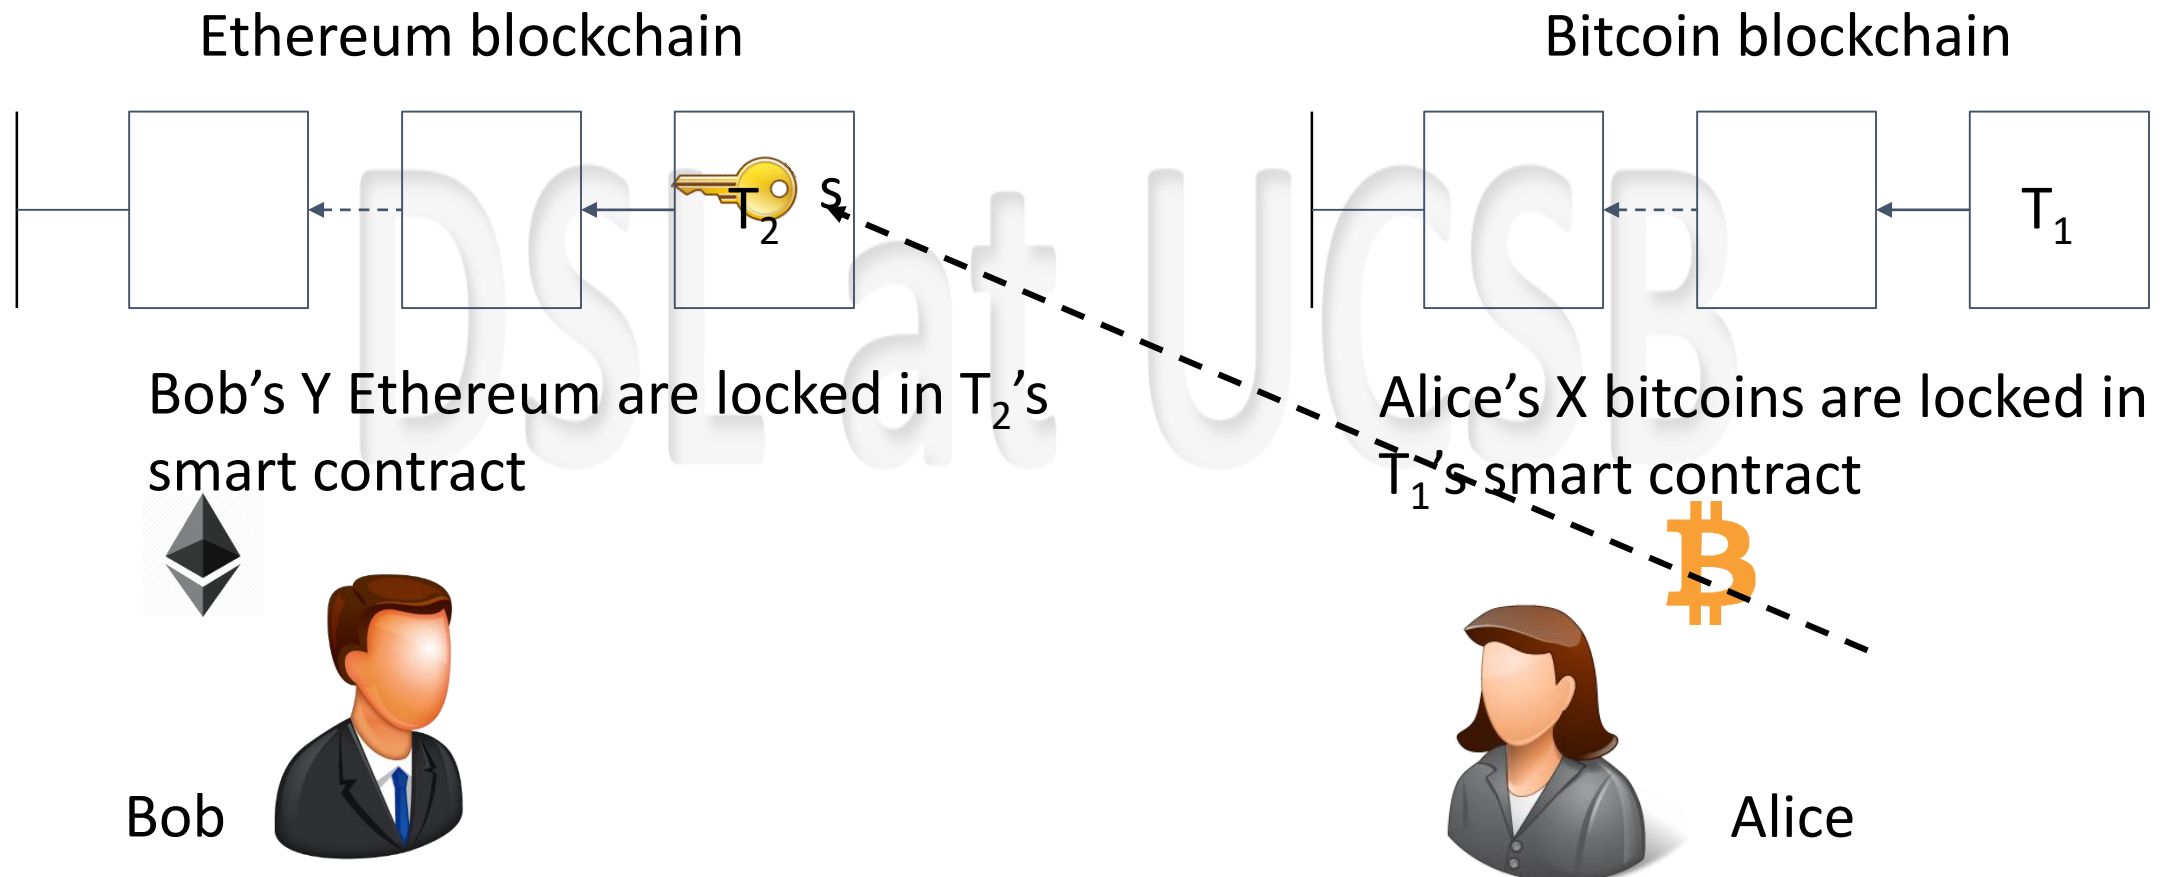 Ethereum blockchain
Bitcoin blockchain
T₂ s
T₁
Bob’s Y Ethereum are locked in T₂’s
smart contract
Alice’s X bitcoins are locked in
T₁’s smart contract
Bob
Alice
DSL at UCSB